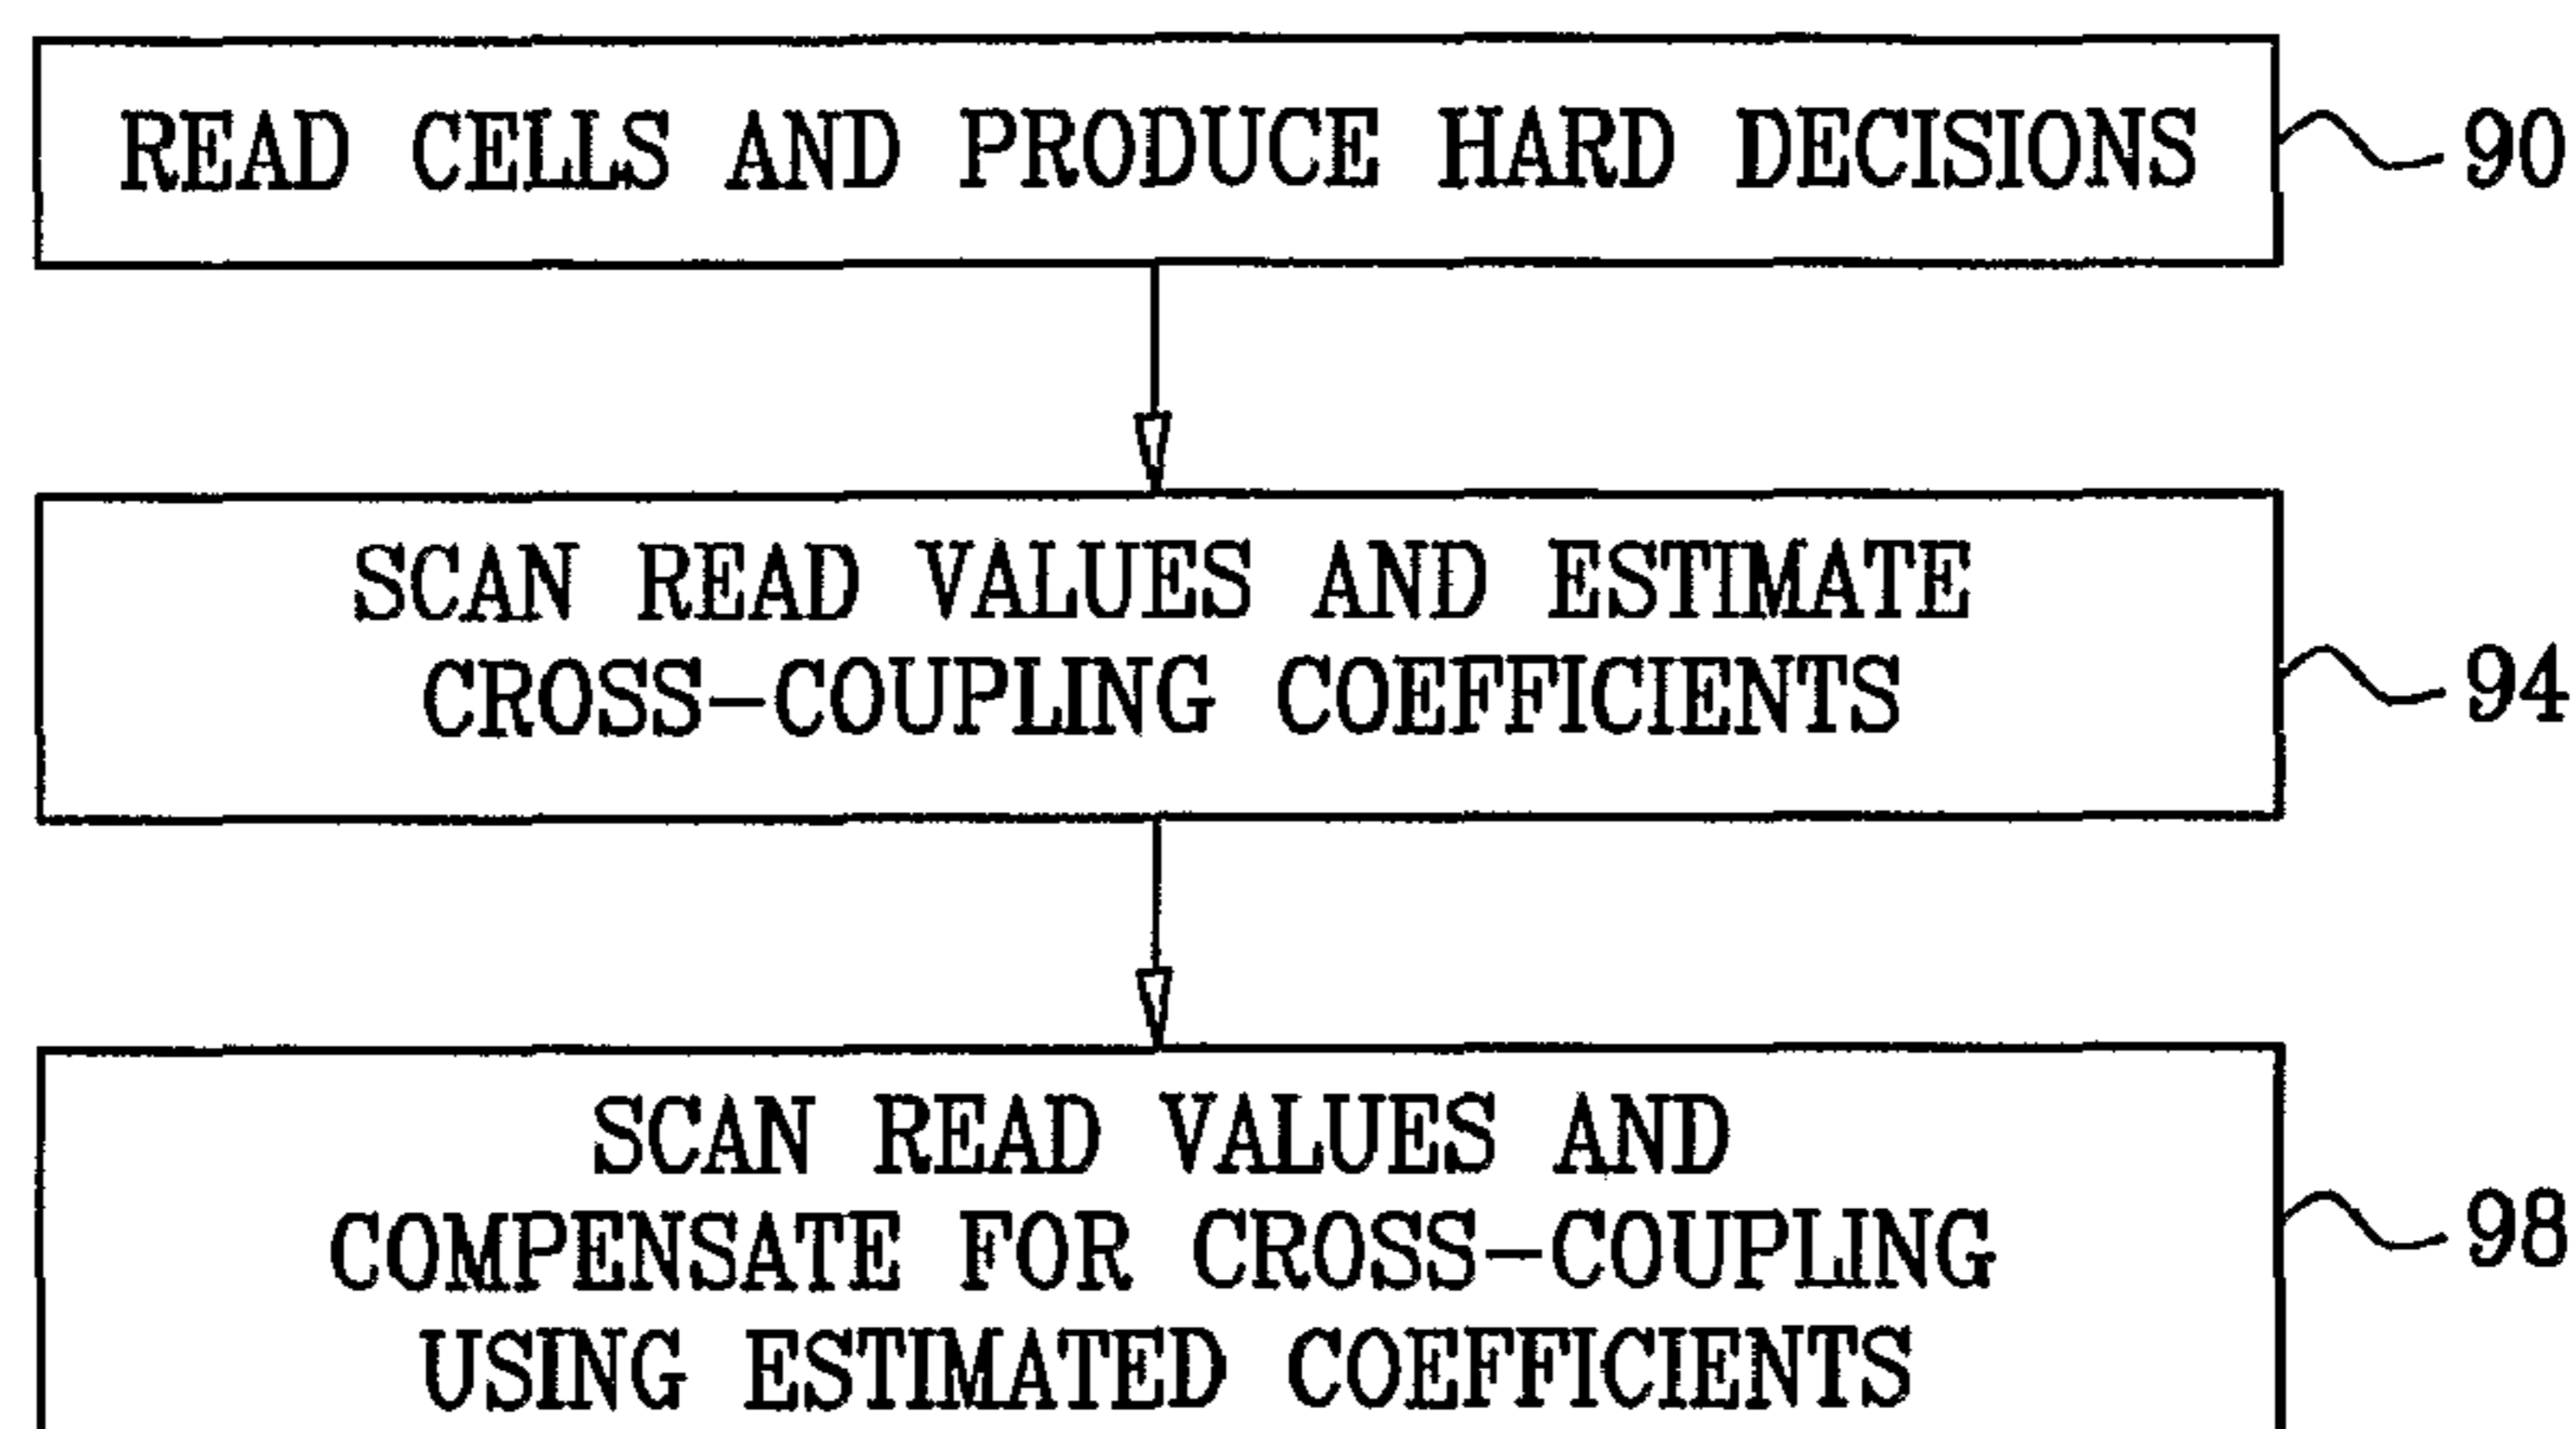 READ CELLS AND PRODUCE HARD DECISIONS
90
SCAN READ VALUES AND ESTIMATE
CROSS-COUPLING COEFFICIENTS
94
SCAN READ VALUES AND
COMPENSATE FOR CROSS-COUPLING
USING ESTIMATED COEFFICIENTS
98